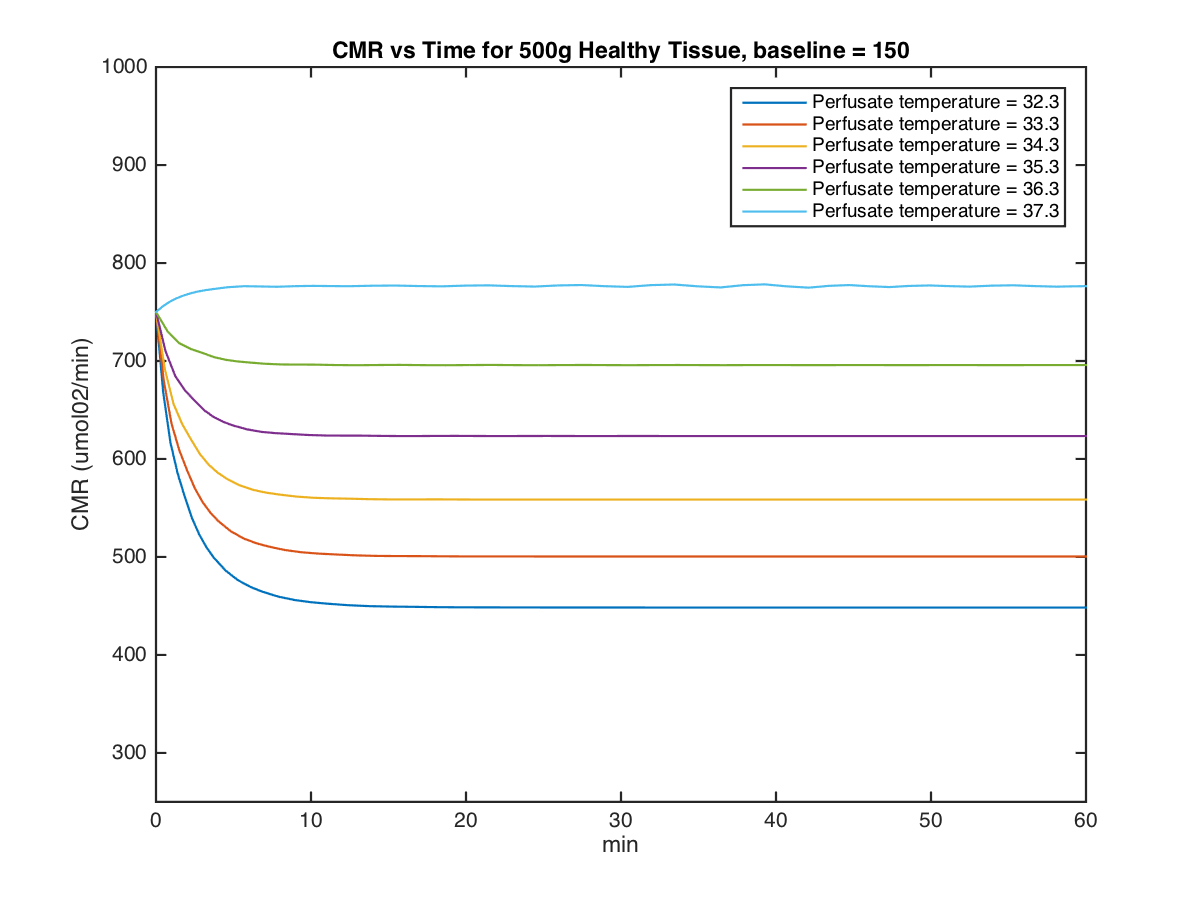 CMR vs Time for 500g Healthy Tissue, baseline = 150
1000
900
800
700
600
500
400
300
CMR (umol02/min)
Perfusate temperature = 32.3
Perfusate temperature = 33.3
Perfusate temperature = 34.3
Perfusate temperature = 35.3
Perfusate temperature = 36.3
Perfusate temperature = 37.3
0 10 20 30 40 50 60
min